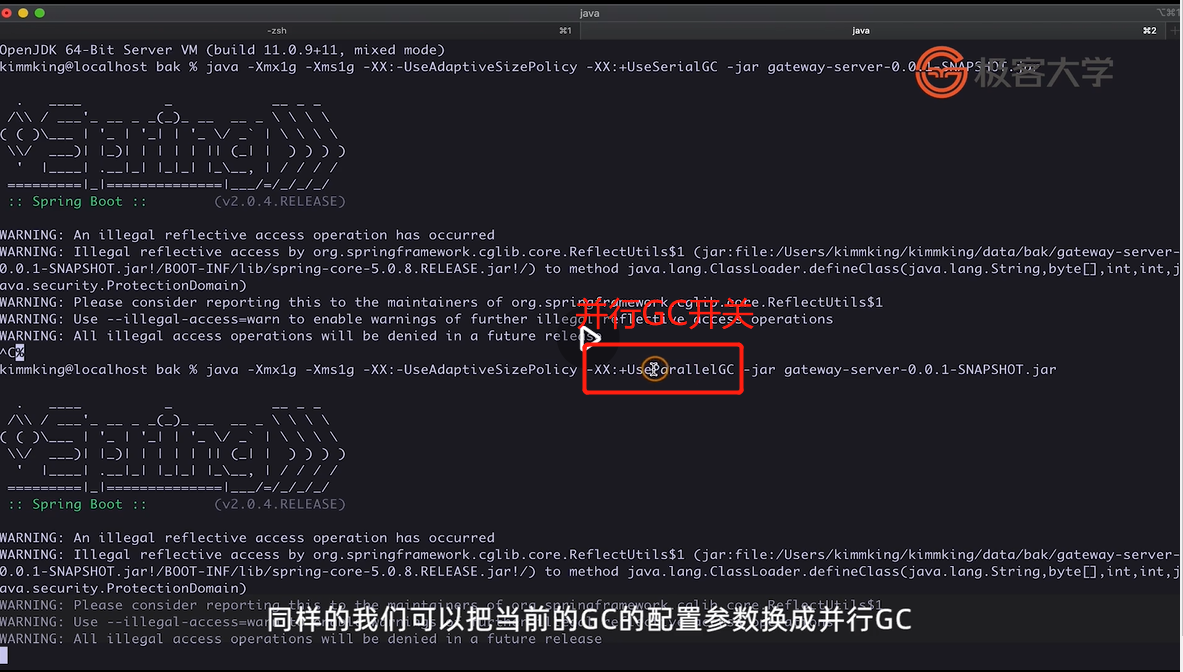 java
⌥⌘1
-zsh
⌘1
java
⌘2
OpenJDK 64-Bit Server VM (build 11.0.9+11, mixed mode)
kimmking@localhost bak % java -Xmx1g -Xms1g -XX:-UseAdaptiveSizePolicy -XX:+UseSerialGC -jar gateway-server-0.0.1-SNAPSHOT.jar
极客大学
:: Spring Boot ::        (v2.0.4.RELEASE)
WARNING: An illegal reflective access operation has occurred
WARNING: Illegal reflective access by org.springframework.cglib.core.ReflectUtils$1 (jar:file:/Users/kimmking/kimmking/data/bak/gateway-server-
0.0.1-SNAPSHOT.jar!/BOOT-INF/lib/spring-core-5.0.8.RELEASE.jar!/) to method java.lang.ClassLoader.defineClass(java.lang.String,byte[],int,int,j
ava.security.ProtectionDomain)
WARNING: Please consider reporting this to the maintainers of org.springframework.cglib.core.ReflectUtils$1
并行GC开关
WARNING: Use --illegal-access=warn to enable warnings of further illegal reflective access operations
WARNING: All illegal access operations will be denied in a future release
^C%
kimmking@localhost bak % java -Xmx1g -Xms1g -XX:-UseAdaptiveSizePolicy -XX:+UseParallelGC -jar gateway-server-0.0.1-SNAPSHOT.jar
:: Spring Boot ::        (v2.0.4.RELEASE)
WARNING: An illegal reflective access operation has occurred
WARNING: Illegal reflective access by org.springframework.cglib.core.ReflectUtils$1 (jar:file:/Users/kimmking/kimmking/data/bak/gateway-server-
0.0.1-SNAPSHOT.jar!/BOOT-INF/lib/spring-core-5.0.8.RELEASE.jar!/) to method java.lang.ClassLoader.defineClass(java.lang.String,byte[],int,int,j
ava.security.ProtectionDomain)
WARNING: Please consider reporting this to the maintainers of org.springframework.cglib.core.ReflectUtils$1
同样的我们可以把当前的GC的配置参数换成并行GC
WARNING: Use --illegal-access=warn to enable warnings of further illegal reflective access operations
WARNING: All illegal access operations will be denied in a future release